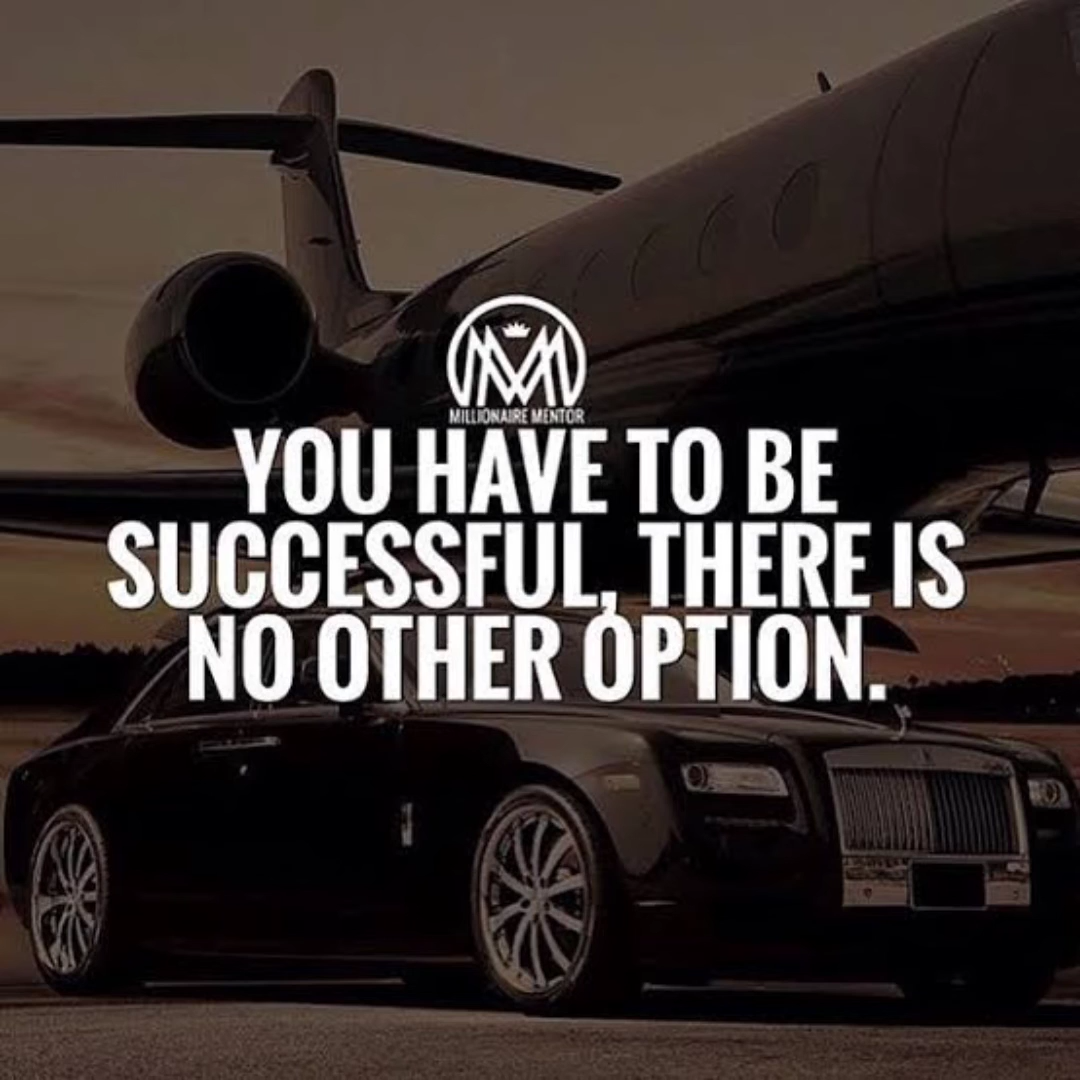 MILLIONAIRE MENTOR
YOU HAVE TO BE
SUCCESSFUL, THERE IS
NO OTHER OPTION.